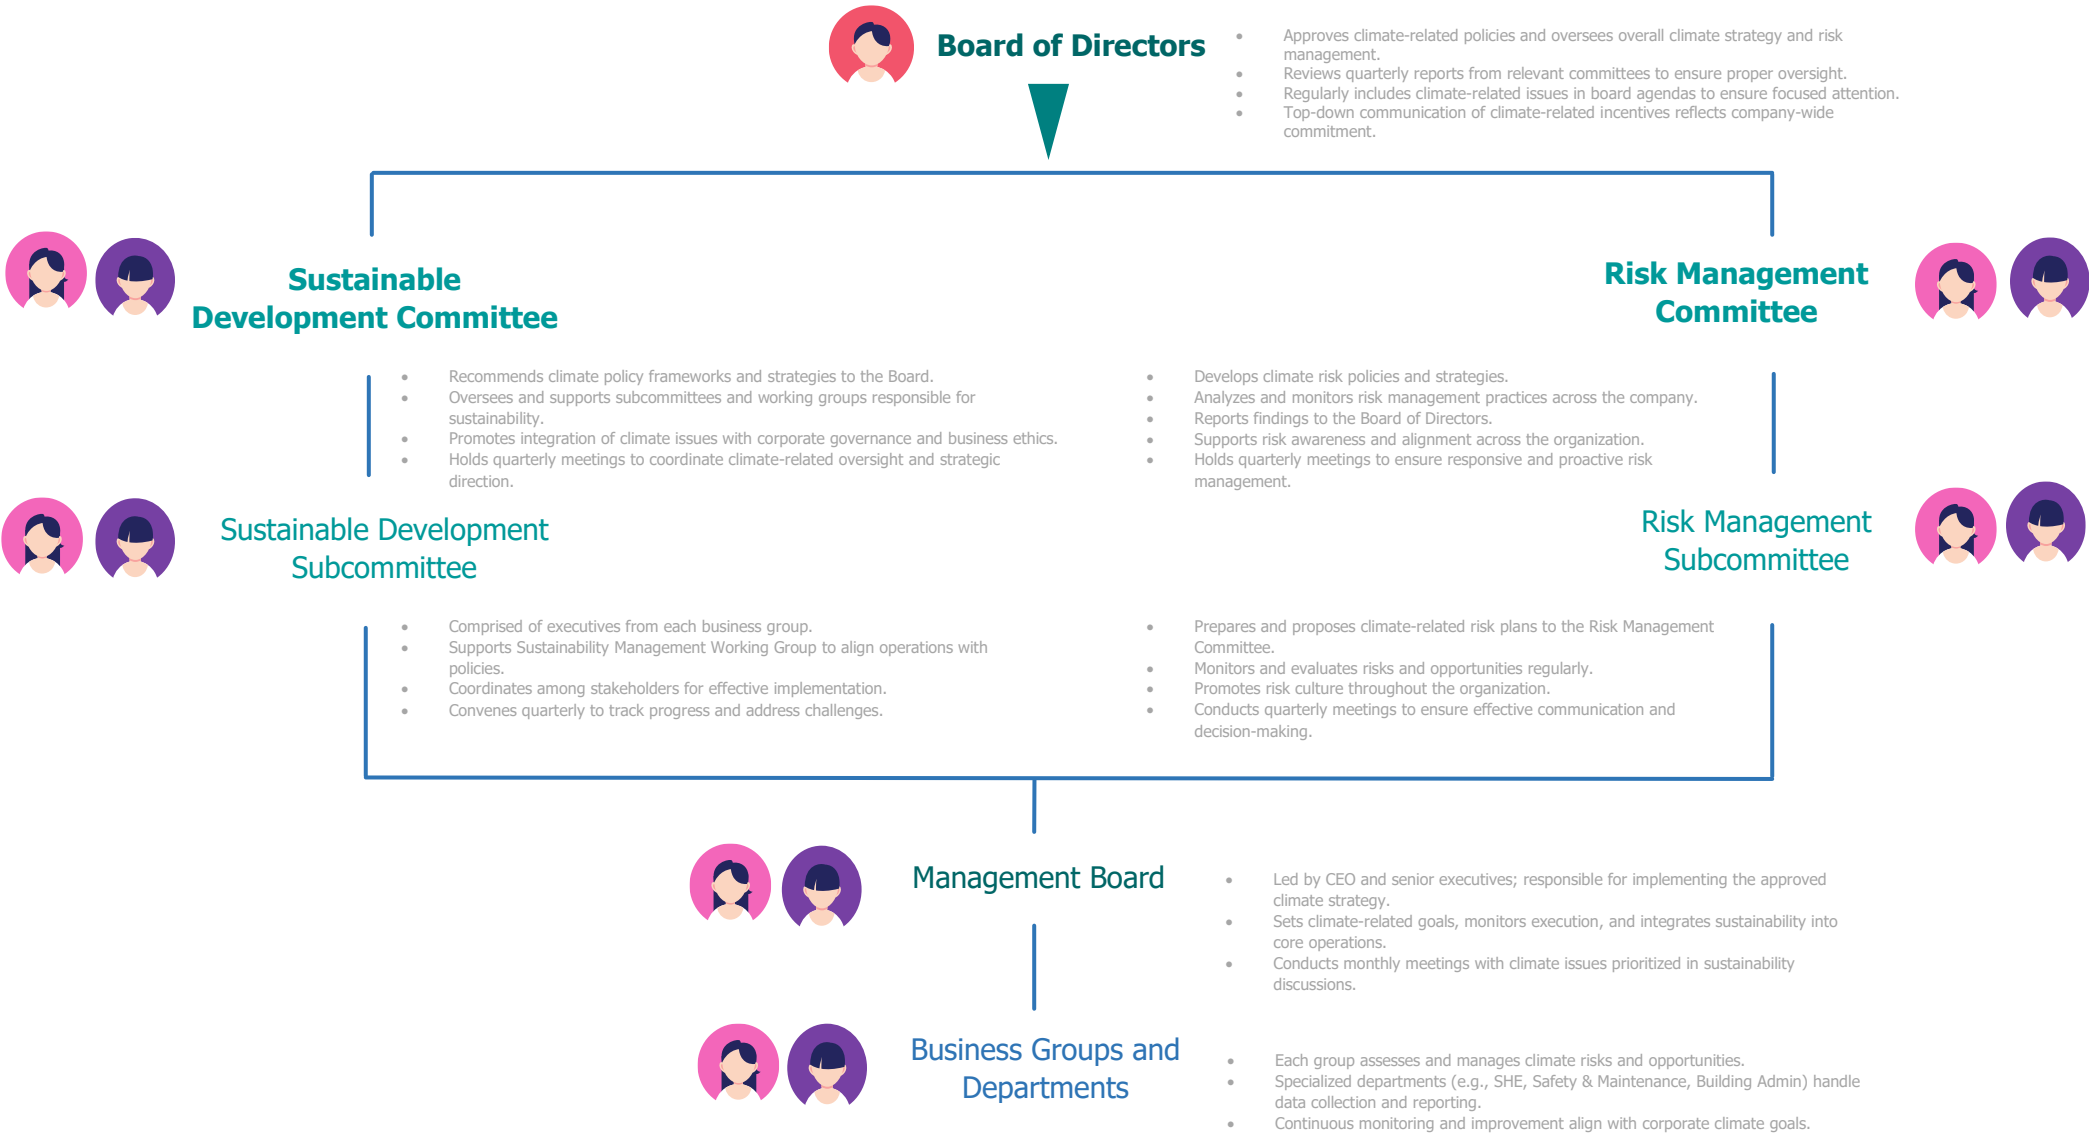 Board of Directors
• Approves climate-related policies and oversees overall climate strategy and risk
management.
• Reviews quarterly reports from relevant committees to ensure proper oversight.
• Regularly includes climate-related issues in board agendas to ensure focused attention.
• Top-down communication of climate-related incentives reflects company-wide
commitment.
Sustainable
Development Committee
• Recommends climate policy frameworks and strategies to the Board.
• Oversees and supports subcommittees and working groups responsible for
sustainability.
• Promotes integration of climate issues with corporate governance and business ethics.
• Holds quarterly meetings to coordinate climate-related oversight and strategic
direction.
Risk Management
Committee
• Develops climate risk policies and strategies.
• Analyzes and monitors risk management practices across the company.
• Reports findings to the Board of Directors.
• Supports risk awareness and alignment across the organization.
• Holds quarterly meetings to ensure responsive and proactive risk
management.
Sustainable Development
Subcommittee
• Comprised of executives from each business group.
• Supports Sustainability Management Working Group to align operations with
policies.
• Coordinates among stakeholders for effective implementation.
• Convenes quarterly to track progress and address challenges.
Risk Management
Subcommittee
• Prepares and proposes climate-related risk plans to the Risk Management
Committee.
• Monitors and evaluates risks and opportunities regularly.
• Promotes risk culture throughout the organization.
• Conducts quarterly meetings to ensure effective communication and
decision-making.
Management Board
• Led by CEO and senior executives; responsible for implementing the approved
climate strategy.
• Sets climate-related goals, monitors execution, and integrates sustainability into
core operations.
• Conducts monthly meetings with climate issues prioritized in sustainability
discussions.
Business Groups and
Departments
• Each group assesses and manages climate risks and opportunities.
• Specialized departments (e.g., SHE, Safety & Maintenance, Building Admin) handle
data collection and reporting.
• Continuous monitoring and improvement align with corporate climate goals.